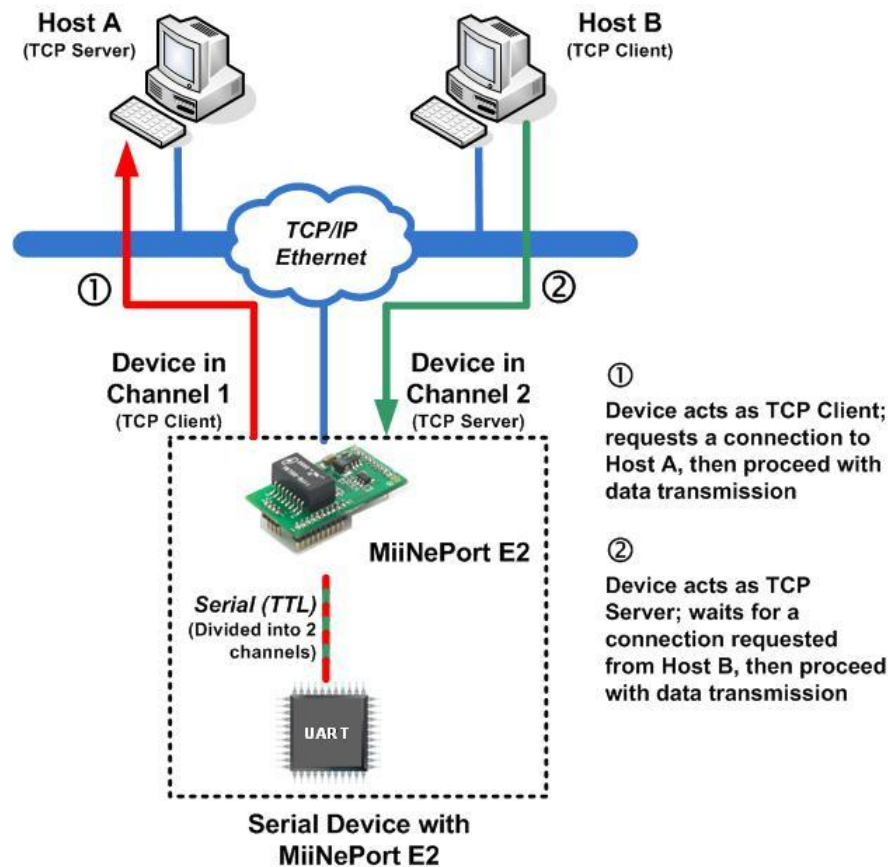 Host A
(TCP Server)
Host B
(TCP Client)
TCP/IP
Ethernet
①
②
Device in
Channel 1
(TCP Client)
Device in
Channel 2
(TCP Server)
①
Device acts as TCP Client;
requests a connection to
Host A, then proceed with
data transmission
MiiNePort E2
②
Device acts as TCP
Server; waits for a
connection requested
from Host B, then proceed
with data transmission
Serial (TTL)
(Divided into 2
channels)
UART
Serial Device with
MiiNePort E2